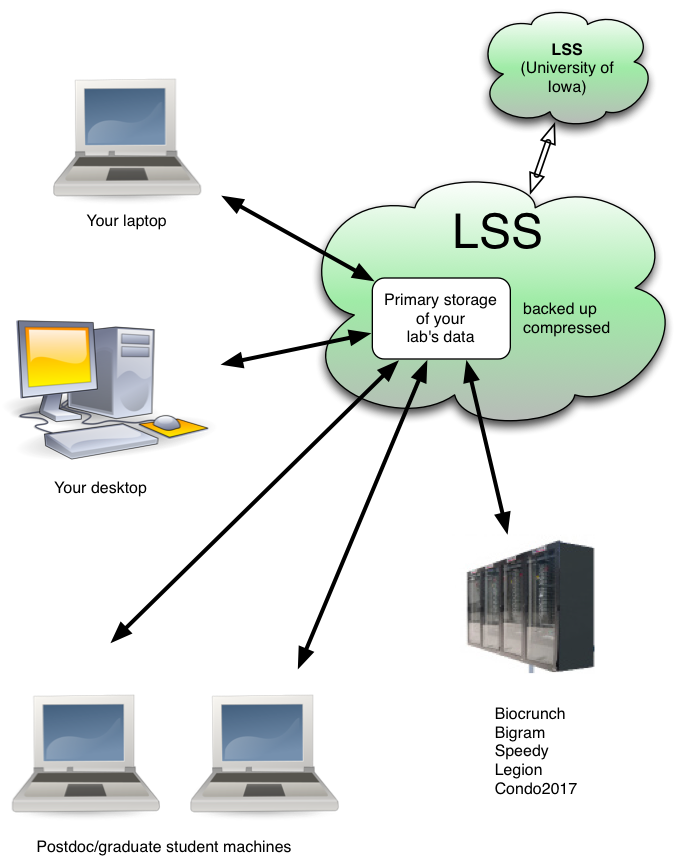 LSS
(University of
Iowa)
Your laptop
LSS
Primary storage
of your
lab's data
backed up
compressed
Your desktop
Biocrunch
Bigram
Speedy
Legion
Condo2017
Postdoc/graduate student machines